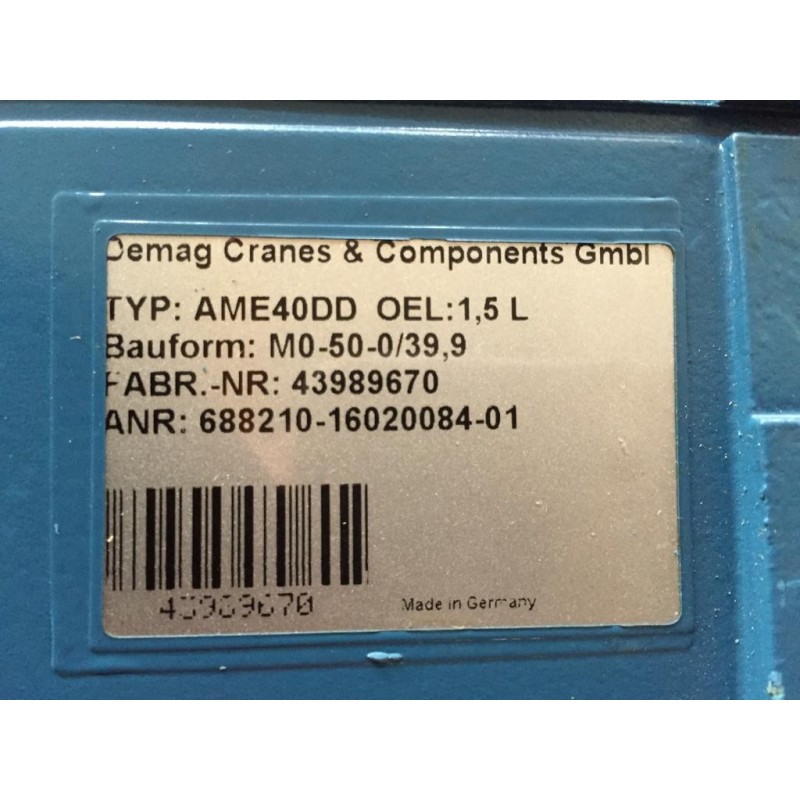 Demag Cranes & Components Gmbl
TYP: AME40DD OEL:1,5 L
Bauform: M0-50-0/39,9
FABR.-NR: 43989670
ANR: 688210-16020084-01
43989670
Made in Germany